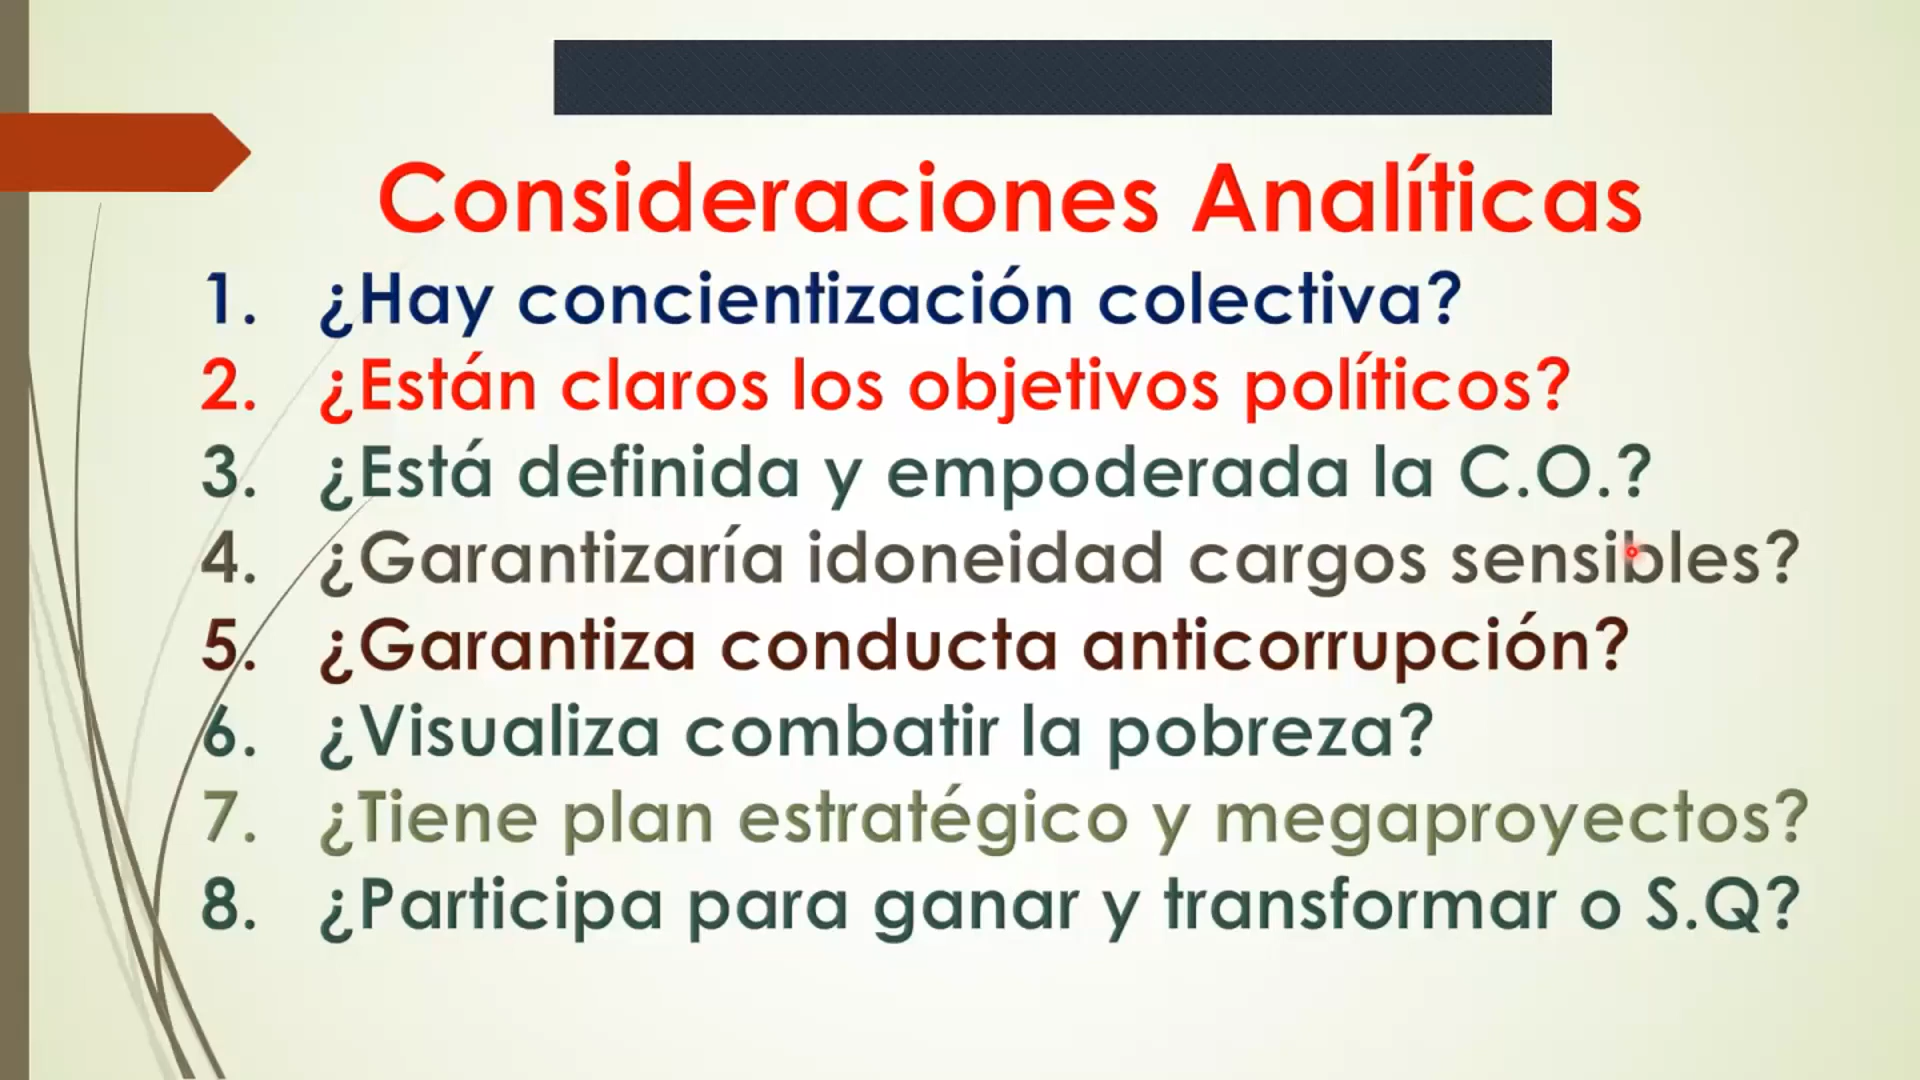 Consideraciones Analíticas
1. ¿Hay concientización colectiva?
2. ¿Están claros los objetivos políticos?
3. ¿Está definida y empoderada la C.O.?
4. ¿Garantizaría idoneidad cargos sensibles?
5. ¿Garantiza conducta anticorrupción?
6. ¿Visualiza combatir la pobreza?
7. ¿Tiene plan estratégico y megaproyectos?
8. ¿Participa para ganar y transformar o S.Q?